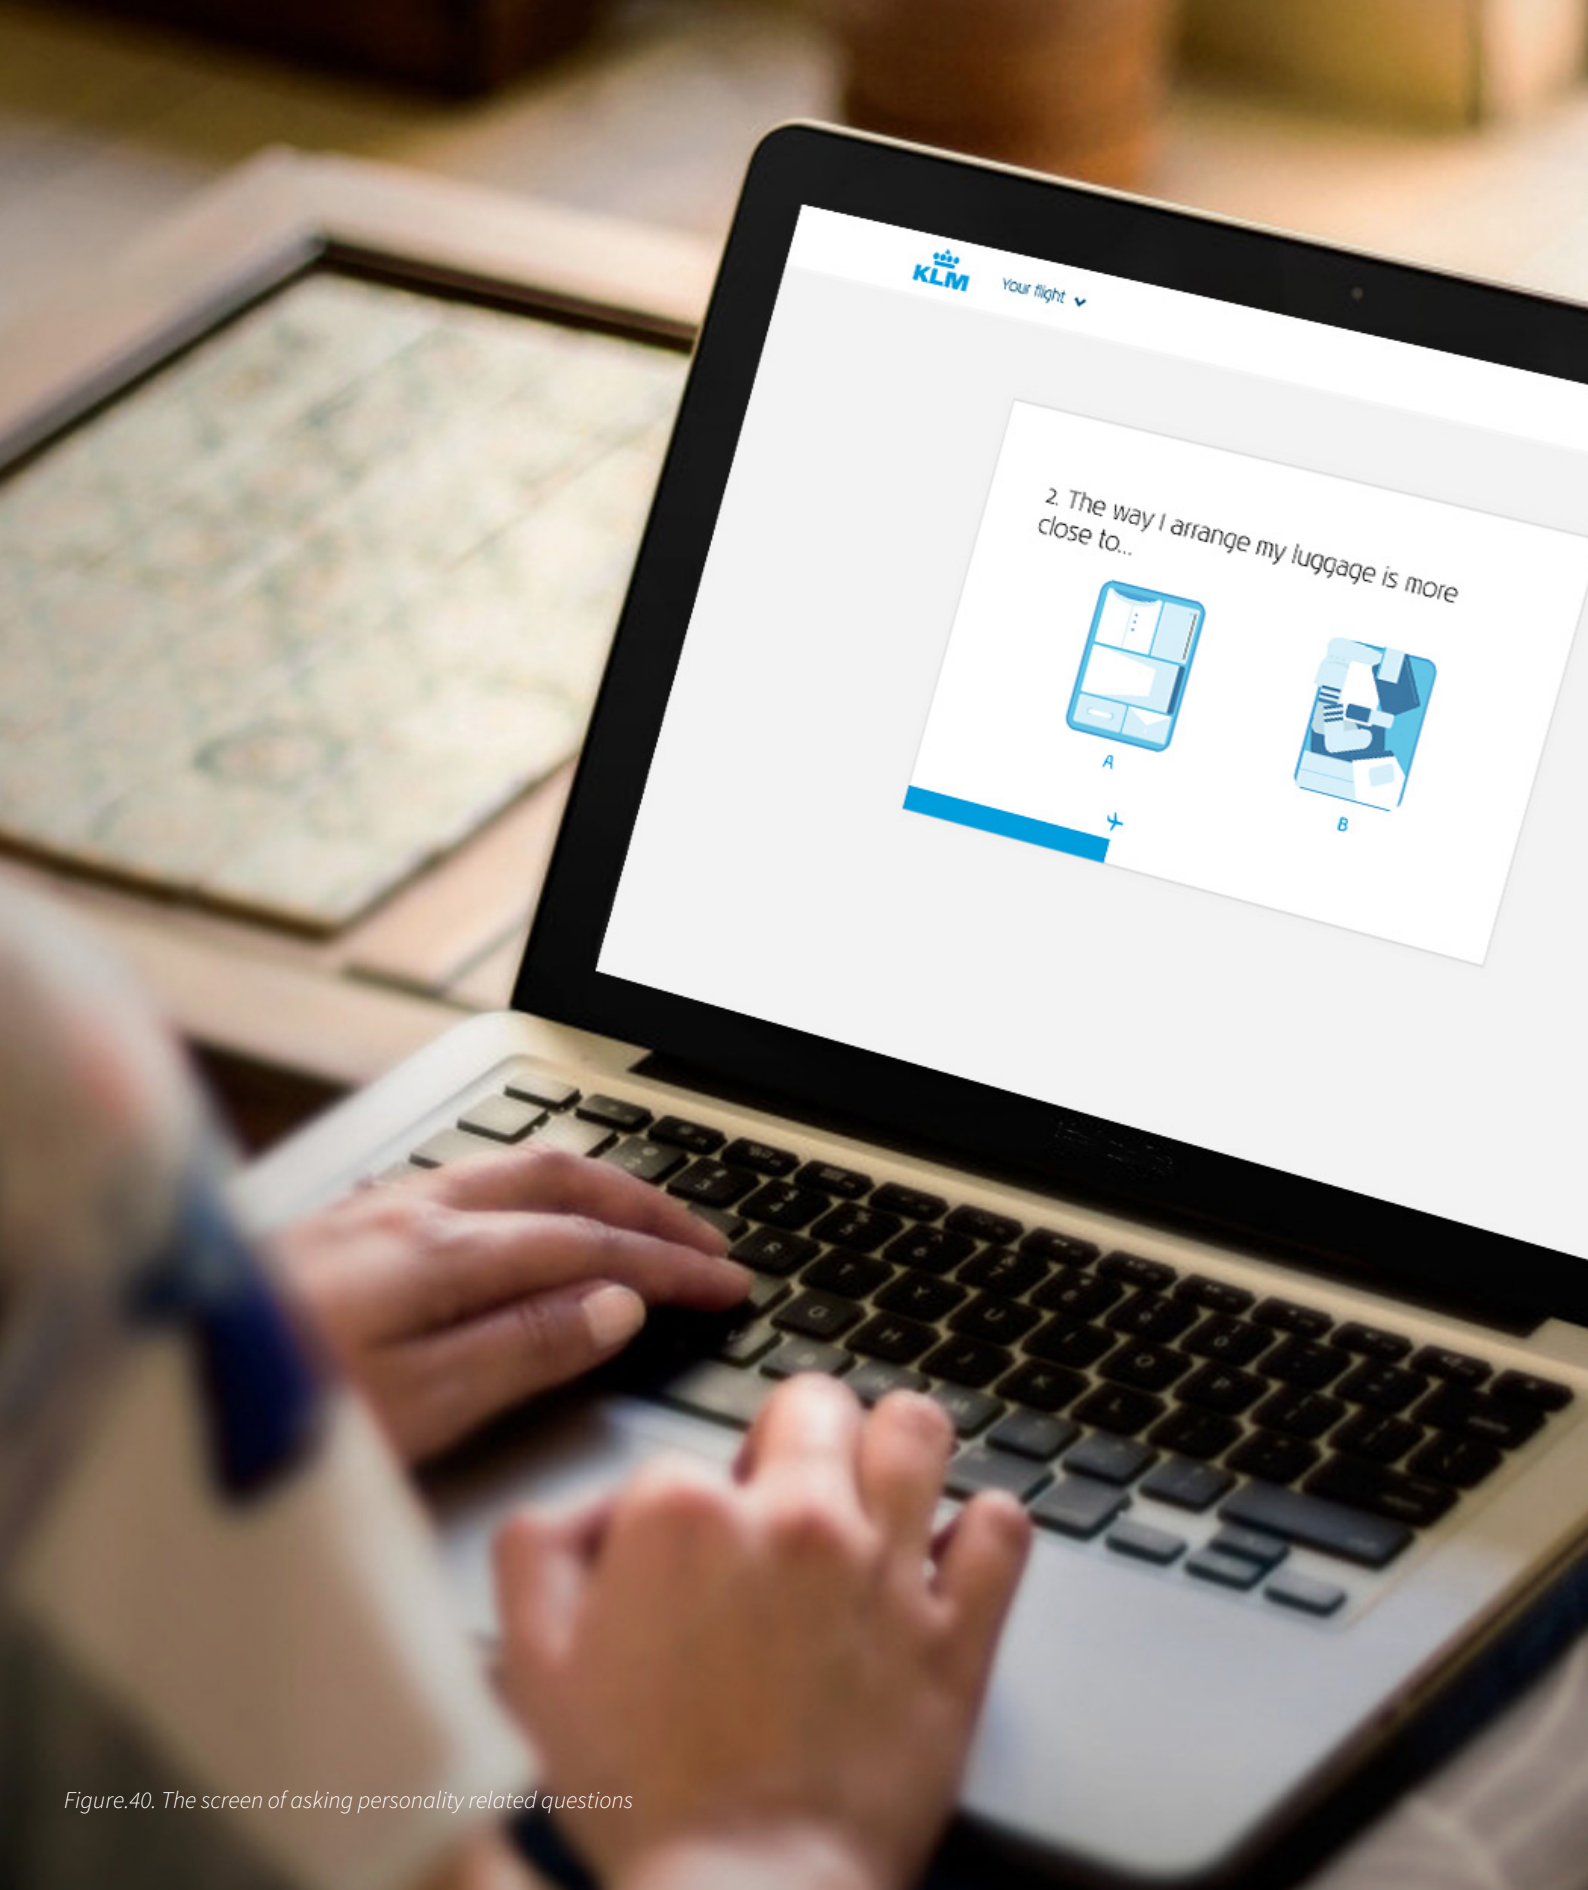 KLM
Your flight
2. The way I arrange my luggage is more
close to...
A
B
Figure.40. The screen of asking personality related questions